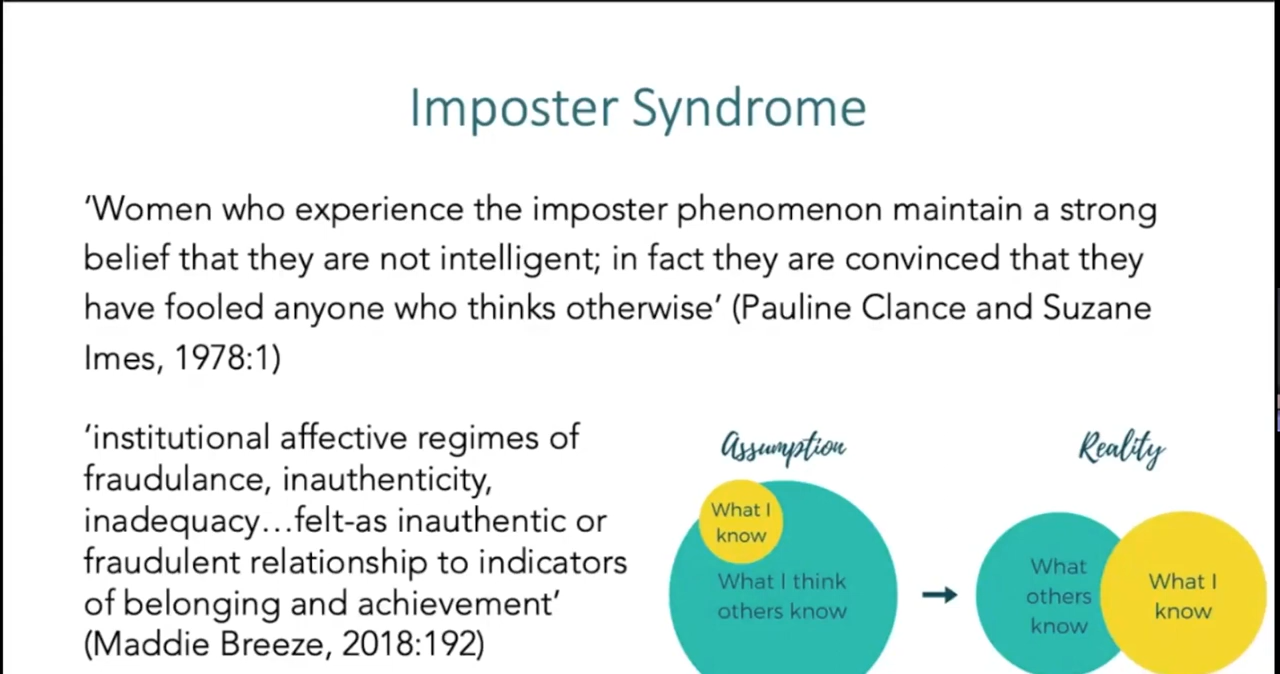 Imposter Syndrome
‘Women who experience the imposter phenomenon maintain a strong
belief that they are not intelligent; in fact they are convinced that they
have fooled anyone who thinks otherwise’ (Pauline Clance and Suzane
Imes, 1978:1)
‘institutional affective regimes of
fraudulance, inauthenticity,
inadequacy…felt-as inauthentic or
fraudulent relationship to indicators
of belonging and achievement’
(Maddie Breeze, 2018:192)
Assumption
What I
know
What I think
others know
Reality
What
others
know
What I
know